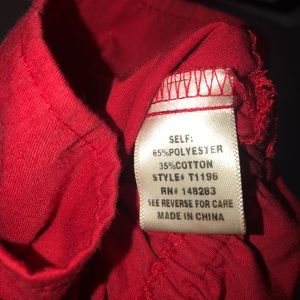 SELF:
65%POLYESTER
35%COTTON
STYLE# T1196
RN# 148283
SEE REVERSE FOR CARE
MADE IN CHINA